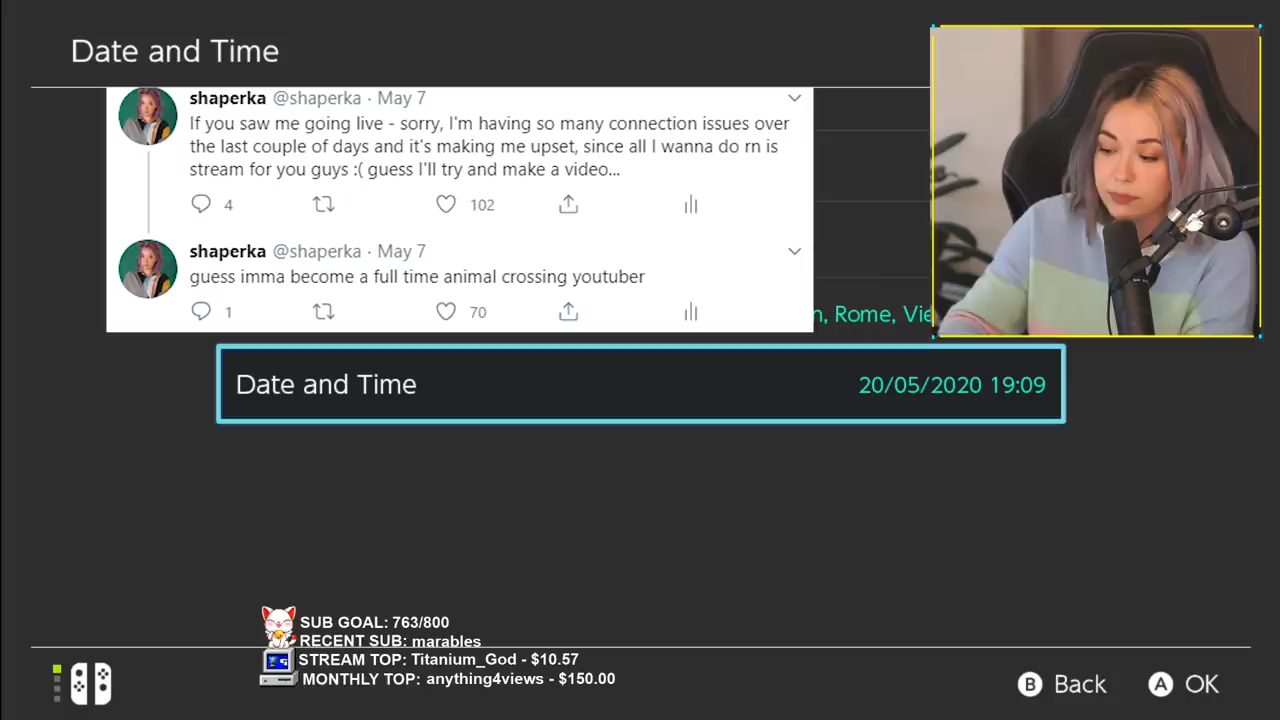 Date and Time
shaperka @shaperka · May 7
If you saw me going live - sorry, I'm having so many connection issues over
the last couple of days and it's making me upset, since all I wanna do rn is
stream for you guys :( guess I'll try and make a video...
4 102
shaperka @shaperka · May 7
guess imma become a full time animal crossing youtuber
1 70
Rome,
Date and Time 20/05/2020 19:09
SUB GOAL: 763/800
RECENT SUB: marables
STREAM TOP: Titanium_God - $10.57
MONTHLY TOP: anything4views - $150.00
B Back A OK